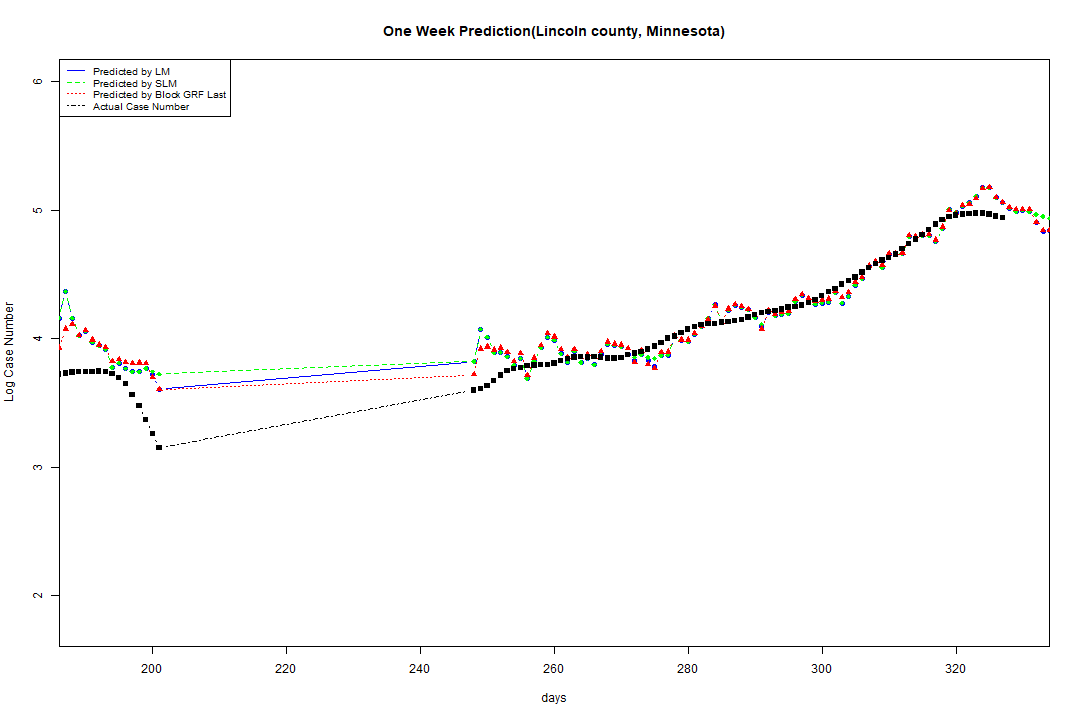 One Week Prediction(Lincoln county, Minnesota)
Predicted by LM
Predicted by SLM
Predicted by Block GRF Last
Actual Case Number
Log Case Number
6
5
4
3
2
200 220 240 260 280 300 320
days